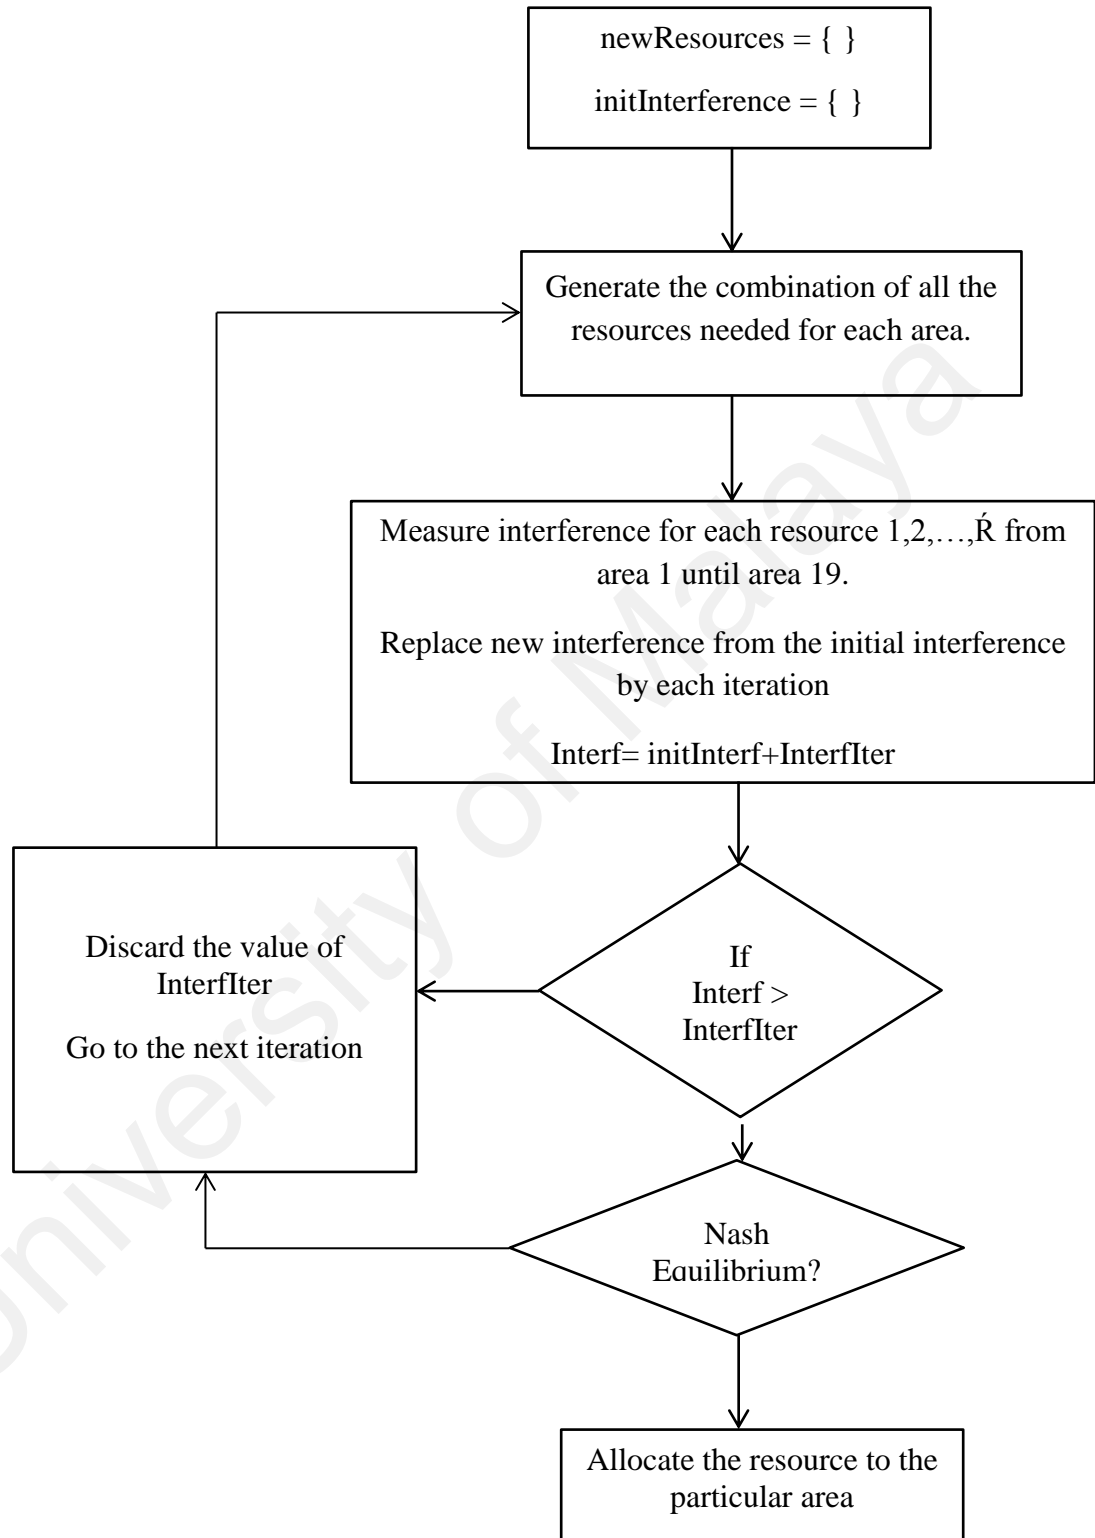 newResources = { }
initInterference = { }
Generate the combination of all the
resources needed for each area.
Measure interference for each resource 1,2,…,Ŕ from
area 1 until area 19.
Replace new interference from the initial interference
by each iteration
Interf= initInterf+InterfIter
Discard the value of
InterfIter
Go to the next iteration
If
Interf >
InterfIter
Nash
Equilibrium?
Allocate the resource to the
particular area
University of Malaya